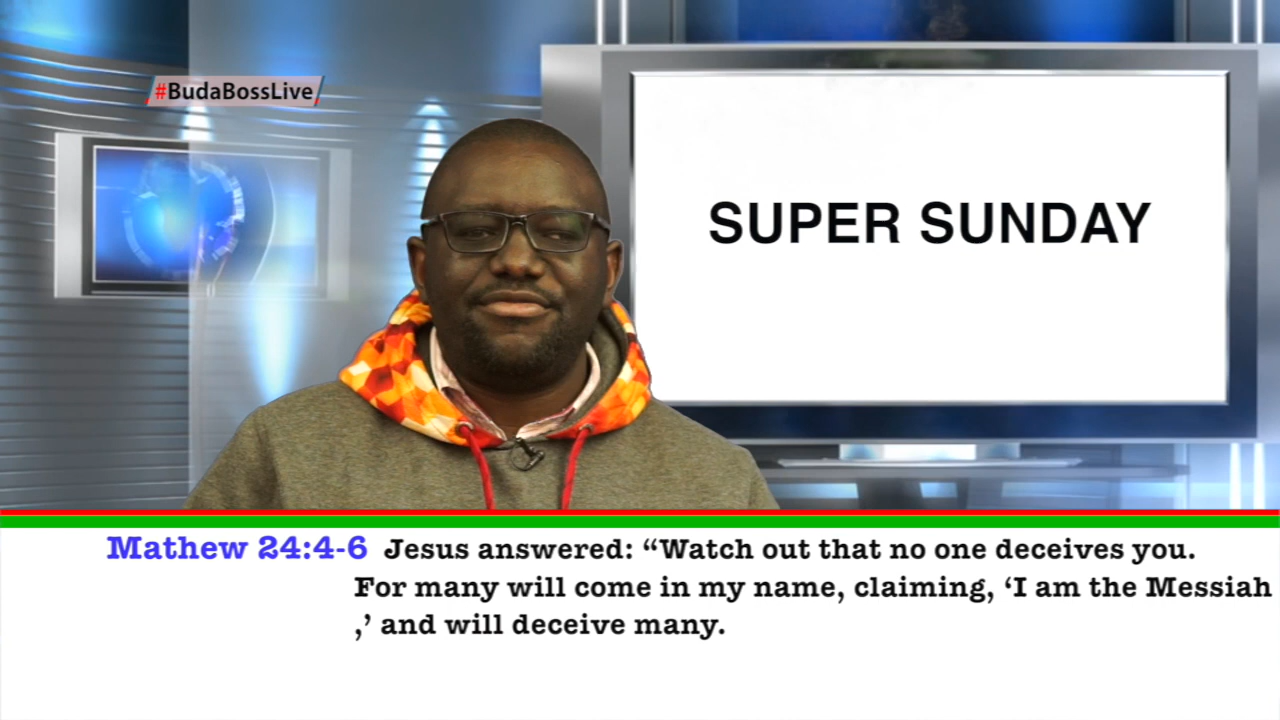 #BudaBossLive
SUPER SUNDAY
Mathew 24:4-6 Jesus answered: “Watch out that no one deceives you.
For many will come in my name, claiming, ‘I am the Messiah
,’ and will deceive many.